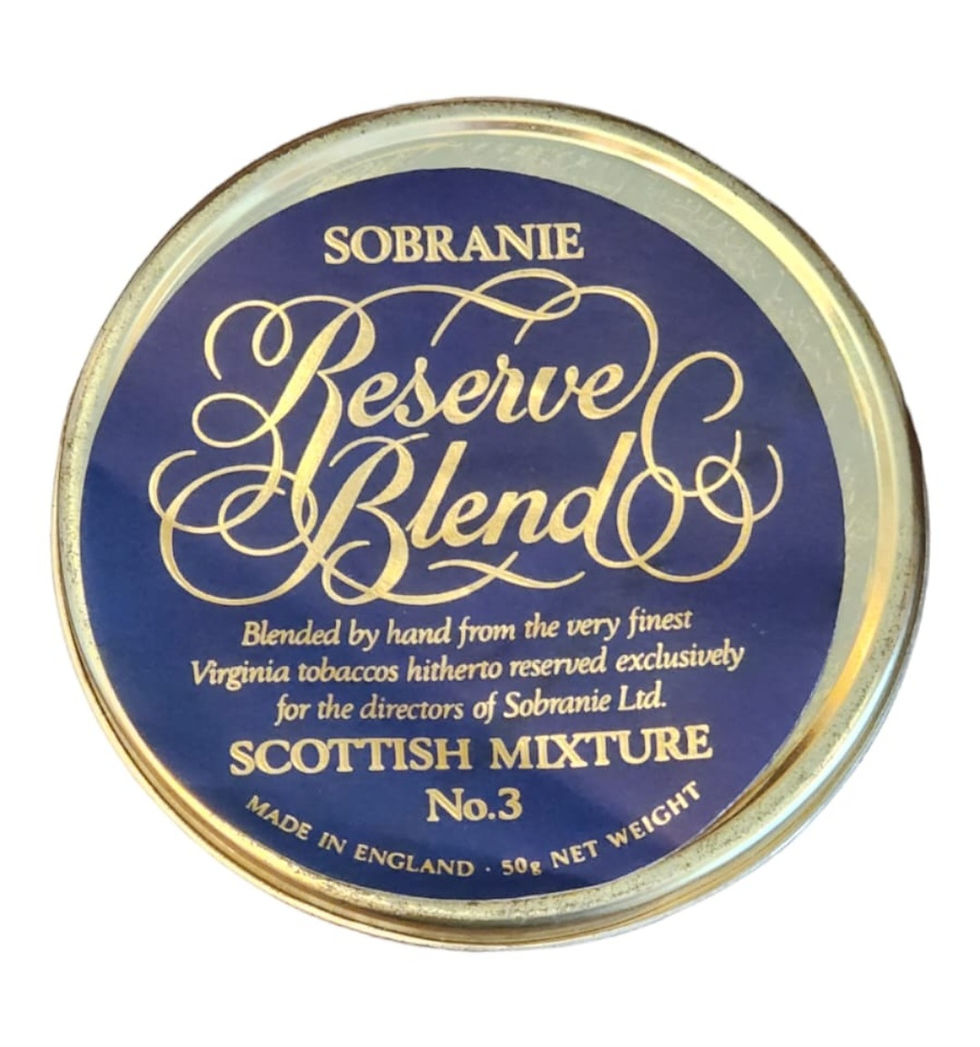 SOBRANIE
Reserve
Blend
Blended by hand from the very finest
Virginia tobaccos hitherto reserved exclusively
for the directors of Sobranie Ltd.
SCOTTISH MIXTURE
No.3
MADE IN ENGLAND · 50g NET WEIGHT